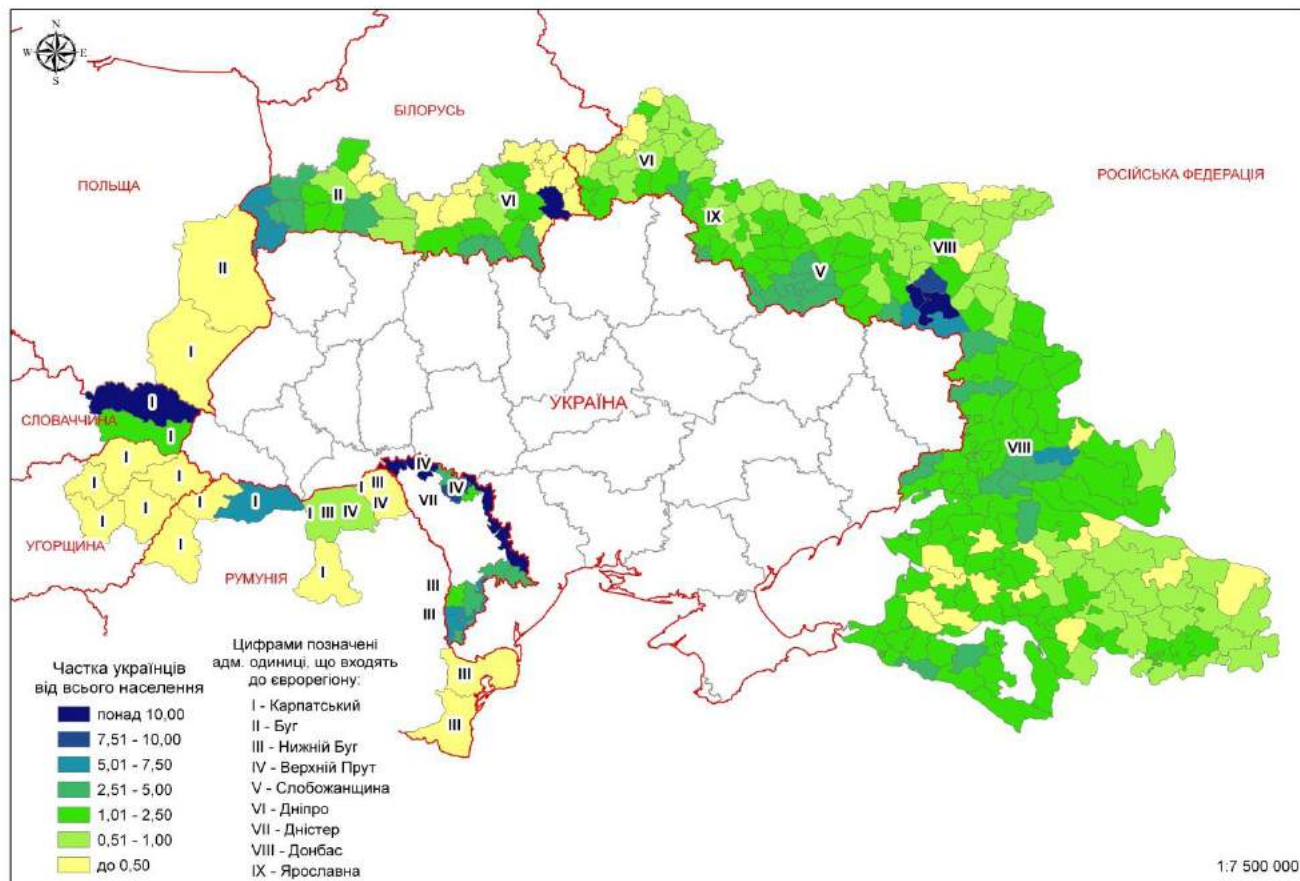 N
W E
S
БІЛОРУСЬ
ПОЛЬЩА
РОСІЙСЬКА ФЕДЕРАЦІЯ
VI
II
VI
IX
VIII
II
V
I
I
УКРАЇНА
СЛОВАЧЧИНА
I
VIII
I
I
I
I
I
I
I
I
I
I
III
IV
I
III
IV
IV
VII
IV
УГОРЩИНА
РУМУНІЯ
I
III
III
III
III
Частка українців
від всього населення
понад 10,00
7,51 - 10,00
5,01 - 7,50
2,51 - 5,00
1,01 - 2,50
0,51 - 1,00
до 0,50
Цифрами позначені
адм. одиниці, що входять
до єврорегіону:
I - Карпатський
II - Буг
III - Нижній Буг
IV - Верхній Прут
V - Слобожанщина
VI - Дніпро
VII - Дністер
VIII - Донбас
IX - Ярославна
1:7 500 000